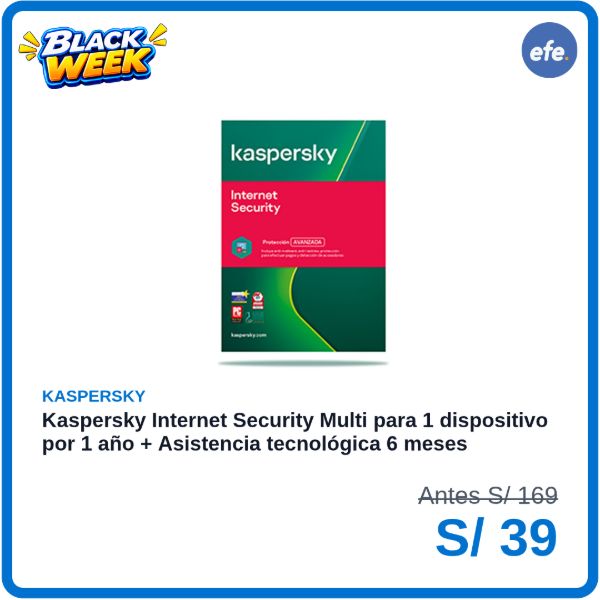 BLACK
WEEK
efe.
kaspersky
Internet
Security
Protección AVANZADA
kaspersky.com
KASPERSKY
Kaspersky Internet Security Multi para 1 dispositivo
por 1 año + Asistencia tecnológica 6 meses
Antes S/ 169
S/ 39